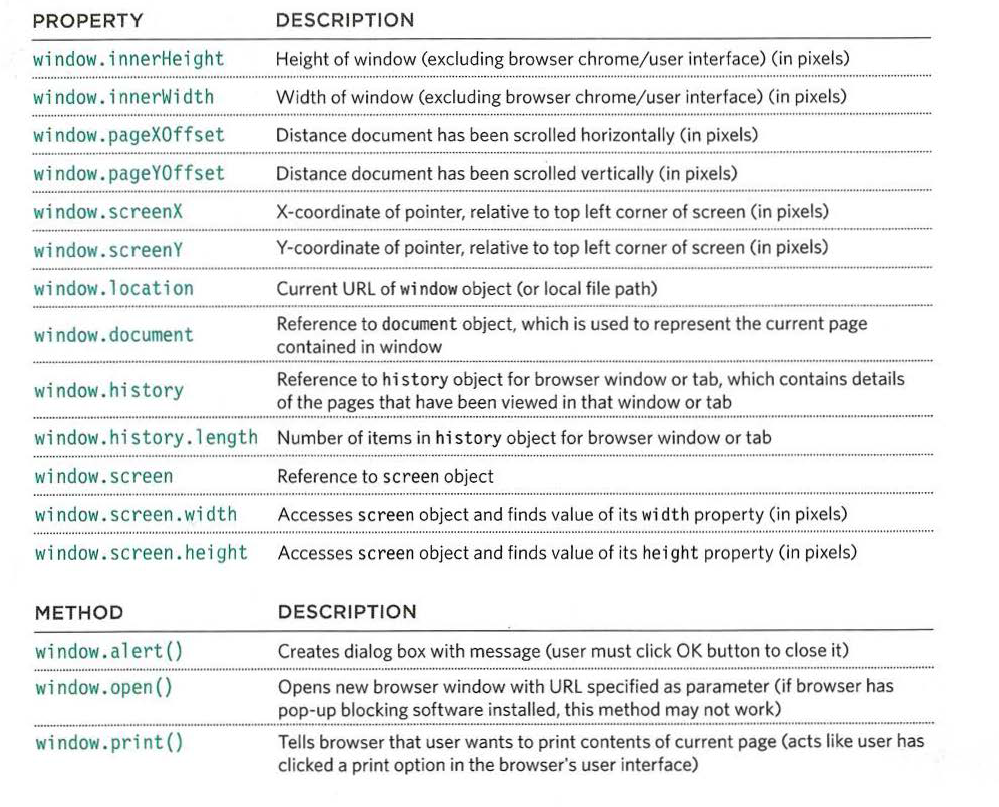 PROPERTY DESCRIPTION
window.innerHeight Height of window (excluding browser chrome/user interface) (in pixels)
window.innerWidth Width of window (excluding browser chrome/user interface) (in pixels)
window.pageXOffset Distance document has been scrolled horizontally (in pixels)
window.pageYOffset Distance document has been scrolled vertically (in pixels)
window.screenX X-coordinate of pointer, relative to top left corner of screen (in pixels)
window.screenY Y-coordinate of pointer, relative to top left corner of screen (in pixels)
window.location Current URL of window object (or local file path)
window.document Reference to document object, which is used to represent the current page
contained in window
window.history Reference to history object for browser window or tab, which contains details
of the pages that have been viewed in that window or tab
window.history.length Number of items in history object for browser window or tab
window.screen Reference to screen object
window.screen.width Accesses screen object and finds value of its width property (in pixels)
window.screen.height Accesses screen object and finds value of its height property (in pixels)
METHOD DESCRIPTION
window.alert() Creates dialog box with message (user must click OK button to close it)
window.open() Opens new browser window with URL specified as parameter (if browser has
pop-up blocking software installed, this method may not work)
window.print() Tells browser that user wants to print contents of current page (acts like user has
clicked a print option in the browser's user interface)